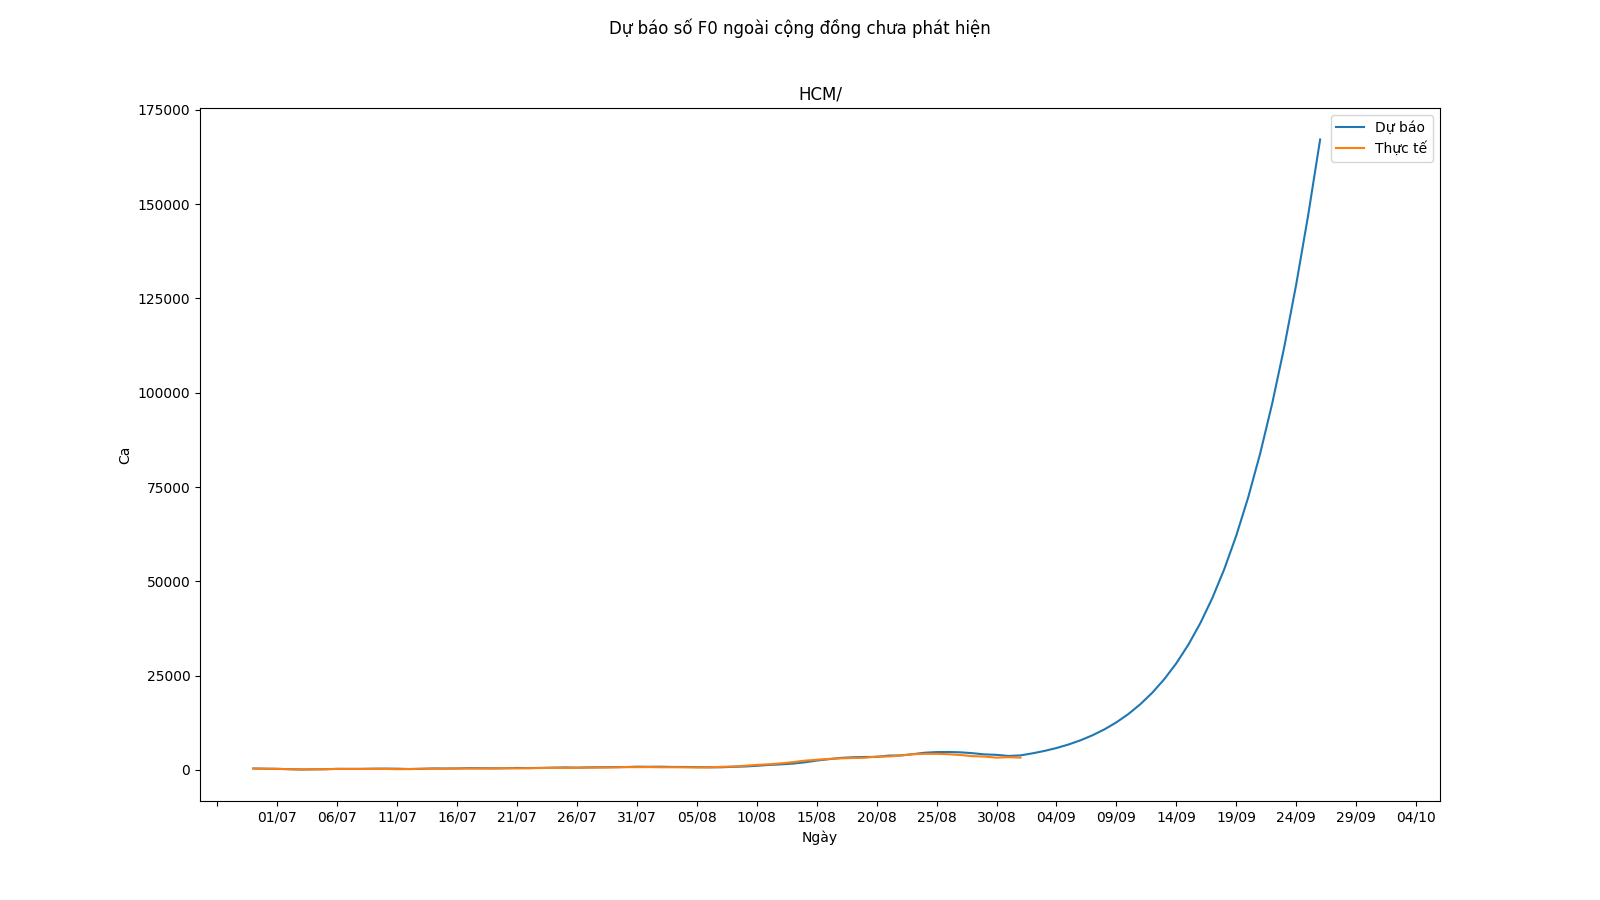 Dự báo số F0 ngoài cộng đồng chưa phát hiện
HCM/
175000
150000
125000
100000
75000
50000
25000
0
Ca
Dự báo
Thực tế
01/07 06/07 11/07 16/07 21/07 26/07 31/07 05/08 10/08 15/08 20/08 25/08 30/08 04/09 09/09 14/09 19/09 24/09 29/09 04/10
Ngày